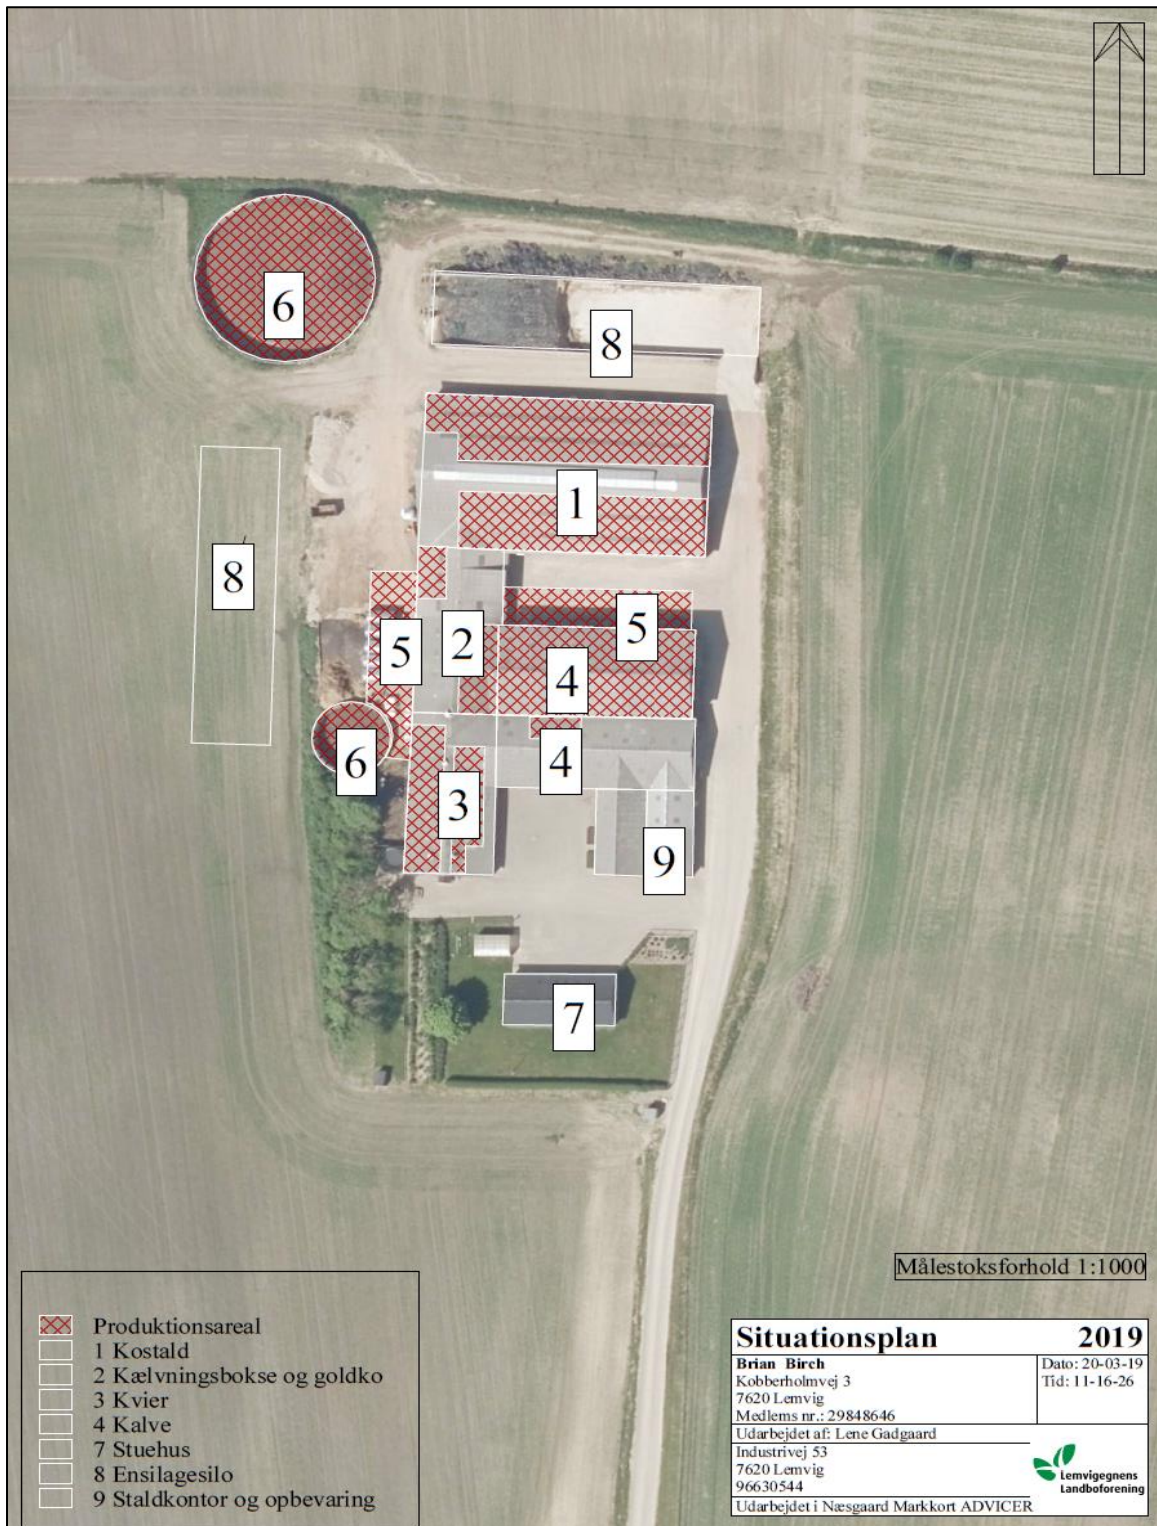 6
8
1
8
5
5
2
4
6
4
3
9
7
Målestoksforhold 1:1000
Produktionsareal
1 Kostald
2 Kælvningsbokse og goldko
3 Kvier
4 Kalve
7 Stuehus
8 Ensilagesilo
9 Staldkontor og opbevaring
Situationsplan 2019
Brian Birch
Kobberholmvej 3
7620 Lemvig
Medlems nr.: 29848646
Dato: 20-03-19
Tid: 11-16-26
Udarbejdet af: Lene Gadgaard
Industrivej 53
7620 Lemvig
96630544
Lemvigegnens
Landboforening
Udarbejdet i Næsgaard Markkort ADVICER